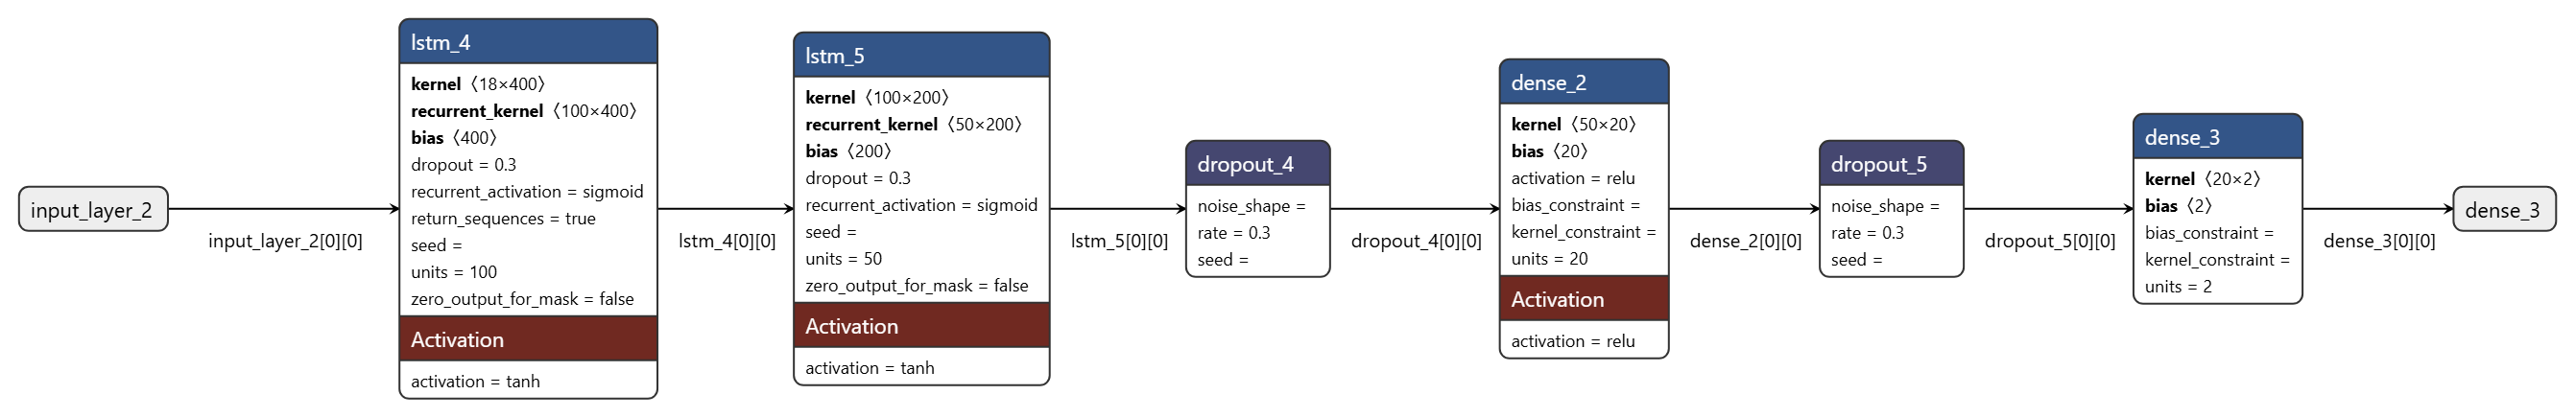 input_layer_2
input_layer_2[0][0]
lstm_4
kernel〈18×400〉
recurrent_kernel〈100×400〉
bias〈400〉
dropout = 0.3
recurrent_activation = sigmoid
return_sequences = true
seed =
units = 100
zero_output_for_mask = false
Activation
activation = tanh
lstm_4[0][0]
lstm_5
kernel〈100×200〉
recurrent_kernel〈50×200〉
bias〈200〉
dropout = 0.3
recurrent_activation = sigmoid
seed =
units = 50
zero_output_for_mask = false
Activation
activation = tanh
lstm_5[0][0]
dropout_4
noise_shape =
rate = 0.3
seed =
dropout_4[0][0]
dense_2
kernel〈50×20〉
bias〈20〉
activation = relu
bias_constraint =
kernel_constraint =
units = 20
Activation
activation = relu
dense_2[0][0]
dropout_5
noise_shape =
rate = 0.3
seed =
dropout_5[0][0]
dense_3
kernel〈20×2〉
bias〈2〉
bias_constraint =
kernel_constraint =
units = 2
dense_3[0][0]
dense_3